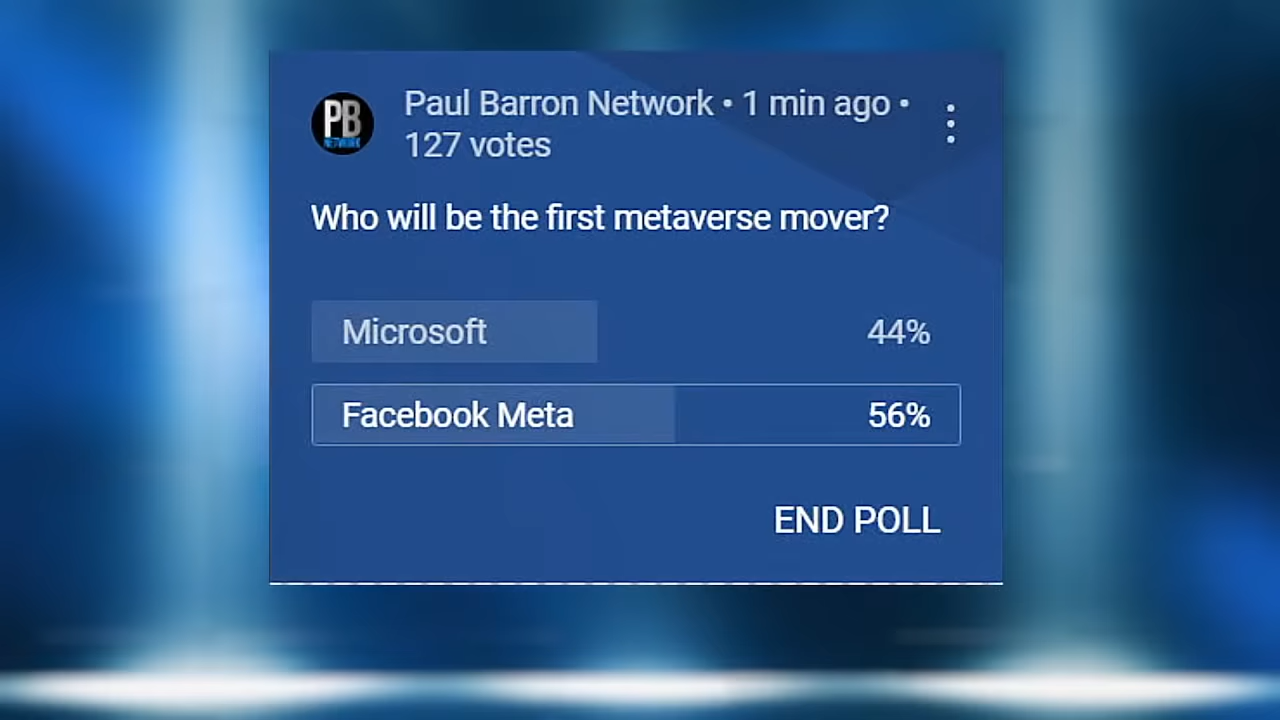 PB
NETWORK
Paul Barron Network • 1 min ago •
127 votes
Who will be the first metaverse mover?
Microsoft 44%
Facebook Meta 56%
END POLL